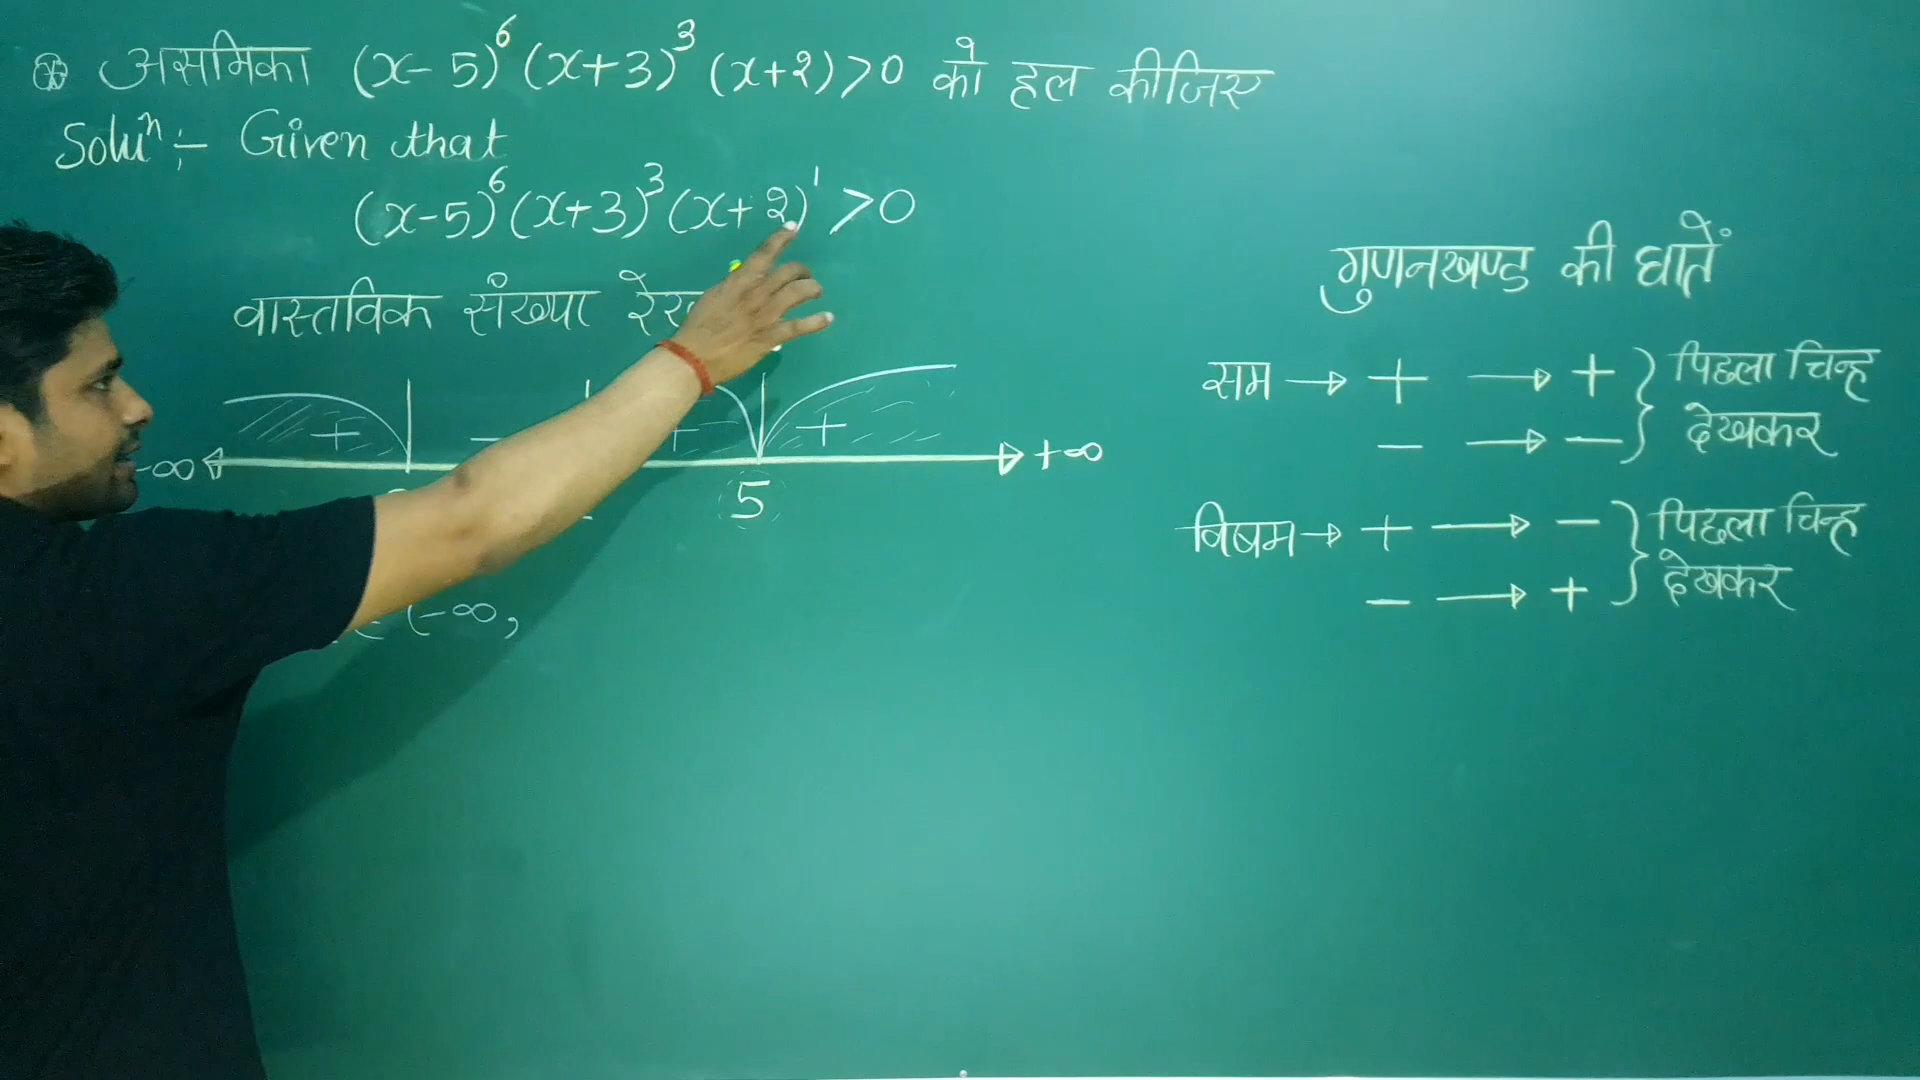 असमिका (x-5)⁶(x+3)³(x+2)>0 को हल कीजिए
Soluⁿ:- Given that
(x-5)⁶(x+3)³(x+2)¹ >0
वास्तविक संख्या
+ - + +
-∞ +∞
5
(-∞,
गुणनखण्ड की घातें
सम → + → + } पिछला चिन्ह
- → - देखकर
बिषम → + → - } पिछला चिन्ह
- → + देखकर